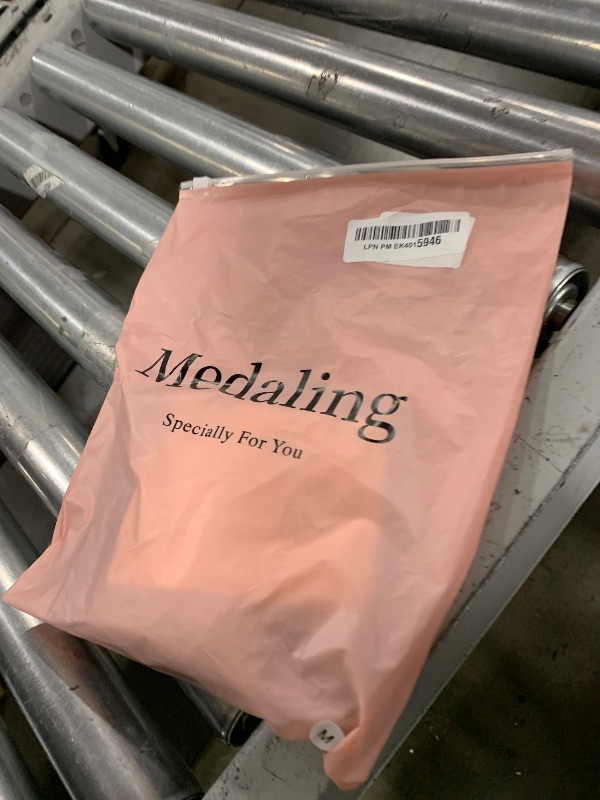 LPN PM EK4015946
Medaling
Specially For You
M